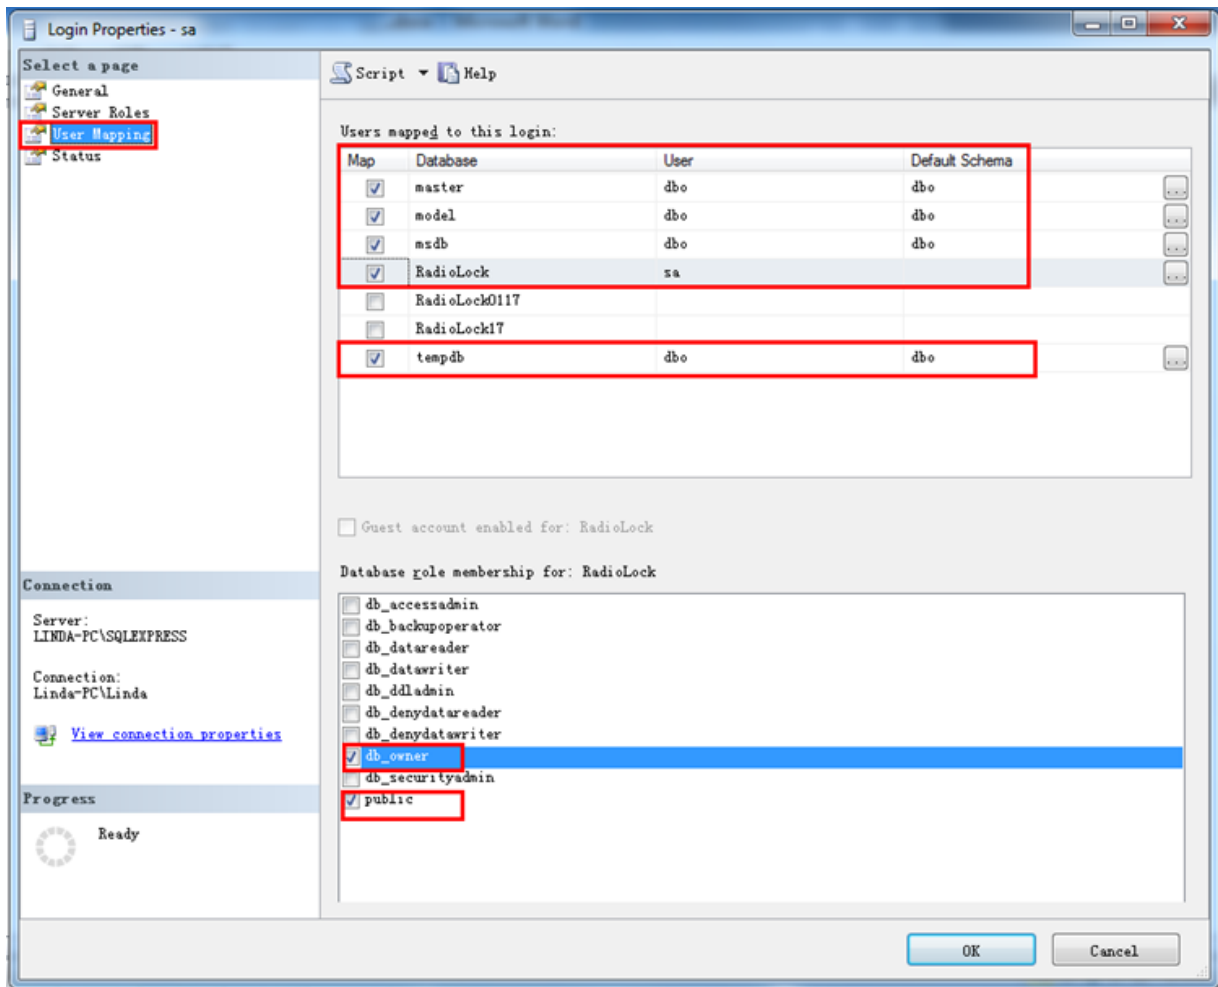 Login Properties - sa
Select a page
General
Server Roles
User Mapping
Status
Script Help
Users mapped to this login:
Map Database User Default Schema
master dbo dbo ...
model dbo dbo ...
msdb dbo dbo ...
RadioLock sa ...
RadioLock0117
RadioLock17
tempdb dbo dbo ...
Guest account enabled for: RadioLock
Database role membership for: RadioLock
db_accessadmin
db_backupoperator
db_datareader
db_datawriter
db_ddladmin
db_denydatareader
db_denydatawriter
db_owner
db_securityadmin
public
Connection
Server:
LINDA-PC\SQLEXPRESS
Connection:
Linda-PC\Linda
View connection properties
Progress
Ready
OK Cancel